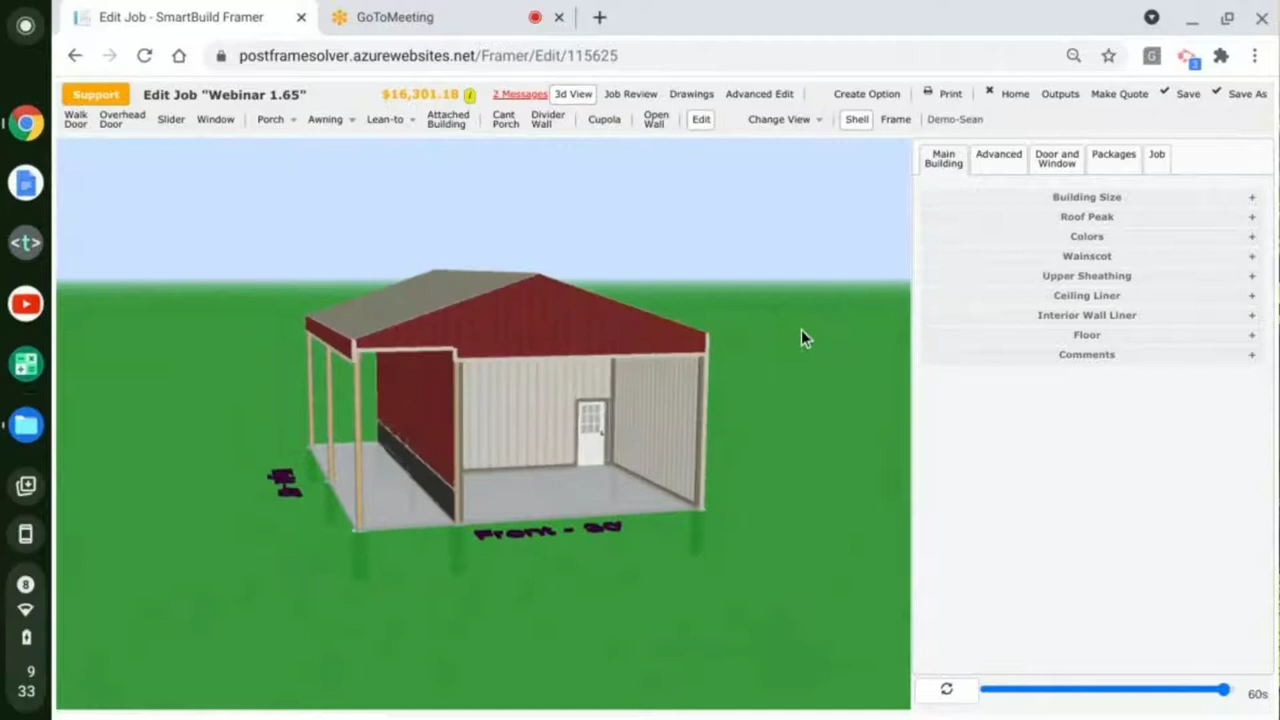 Edit Job - SmartBuild Framer
GoToMeeting
postframesolver.azurewebsites.net/Framer/Edit/115625
G
3
Support
Edit Job "Webinar 1.65"
$16,301.18
i
2 Messages
3d View
Job Review
Drawings
Advanced Edit
Create Option
Print
Home
Outputs
Make Quote
Save
Save As
Walk Door
Overhead Door
Slider
Window
Porch
Awning
Lean-to
Attached Building
Cant Porch
Divider Wall
Cupola
Open Wall
Edit
Change View
Shell
Frame
Demo-Sean
Main Building
Advanced
Door and Window
Packages
Job
Building Size +
Roof Peak +
Colors +
Wainscot +
Upper Sheathing +
Ceiling Liner +
Interior Wall Liner +
Floor +
Comments +
<t>
8
9
33
60s